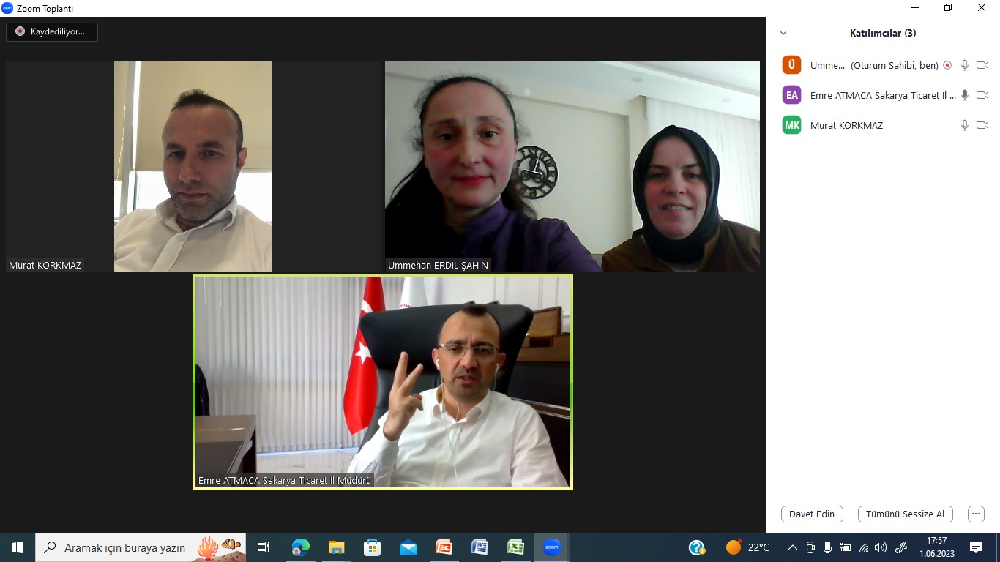 Zoom Toplantı
Kaydediliyor...
Murat KORKMAZ
Ümmehan ERDİL ŞAHİN
Emre ATMACA Sakarya Ticaret İl Müdürü
Katılımcılar (3)
Ü Ümme... (Oturum Sahibi, ben)
EA Emre ATMACA Sakarya Ticaret İl ...
MK Murat KORKMAZ
Davet Edin Tümünü Sessize Al ...
Aramak için buraya yazın
zoom
22°C
17:57
1.06.2023